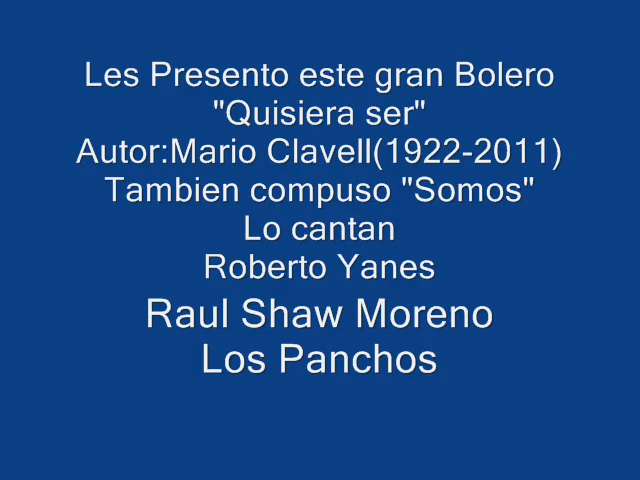 Les Presento este gran Bolero
"Quisiera ser"
Autor:Mario Clavell(1922-2011)
Tambien compuso "Somos"
Lo cantan
Roberto Yanes
Raul Shaw Moreno
Los Panchos